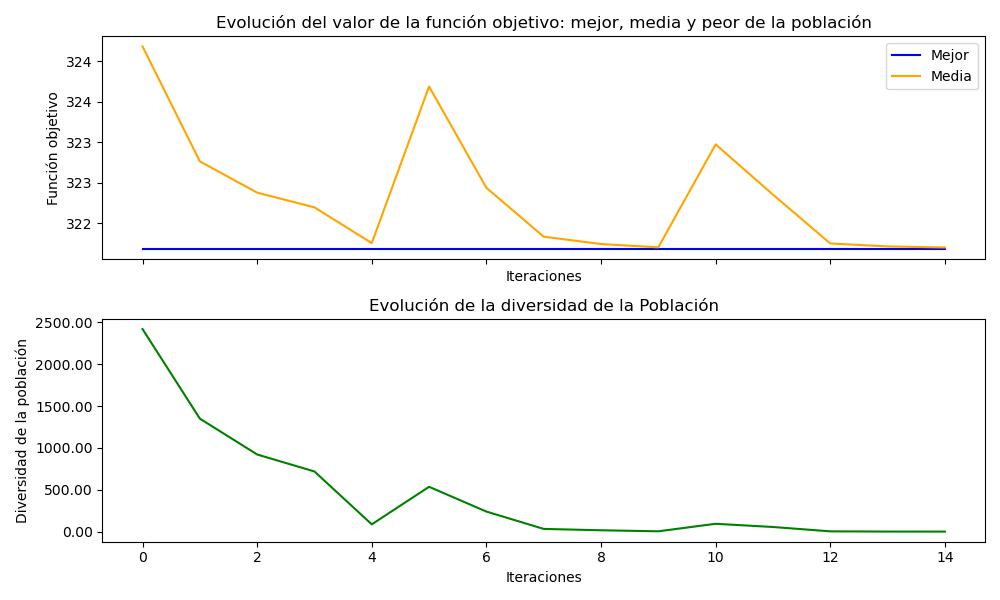 Evolución del valor de la función objetivo: mejor, media y peor de la población
Mejor
Media
Función objetivo
324
324
323
323
322
Iteraciones
Evolución de la diversidad de la Población
Diversidad de la población
2500.00
2000.00
1500.00
1000.00
500.00
0.00
0 2 4 6 8 10 12 14
Iteraciones